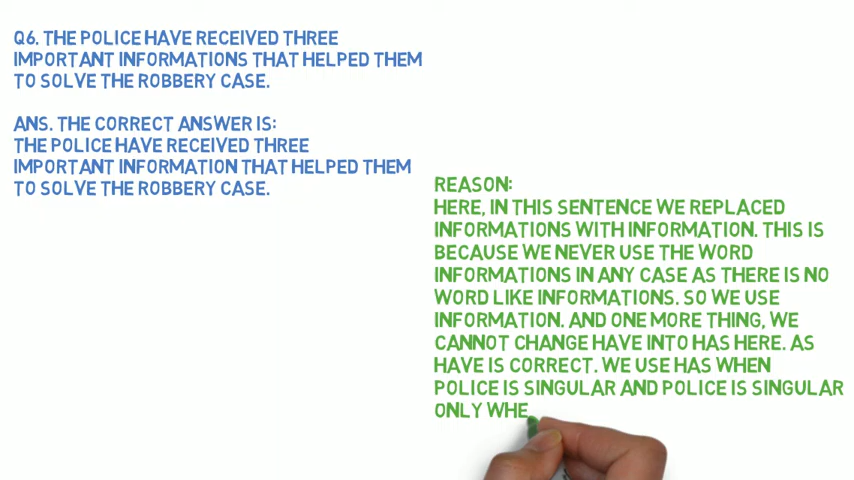 Q6. THE POLICE HAVE RECEIVED THREE
IMPORTANT INFORMATIONS THAT HELPED THEM
TO SOLVE THE ROBBERY CASE.
ANS. THE CORRECT ANSWER IS:
THE POLICE HAVE RECEIVED THREE
IMPORTANT INFORMATION THAT HELPED THEM
TO SOLVE THE ROBBERY CASE.
REASON:
HERE, IN THIS SENTENCE WE REPLACED
INFORMATIONS WITH INFORMATION. THIS IS
BECAUSE WE NEVER USE THE WORD
INFORMATIONS IN ANY CASE AS THERE IS NO
WORD LIKE INFORMATIONS. SO WE USE
INFORMATION. AND ONE MORE THING, WE
CANNOT CHANGE HAVE INTO HAS HERE. AS
HAVE IS CORRECT. WE USE HAS WHEN
POLICE IS SINGULAR AND POLICE IS SINGULAR
ONLY WHE